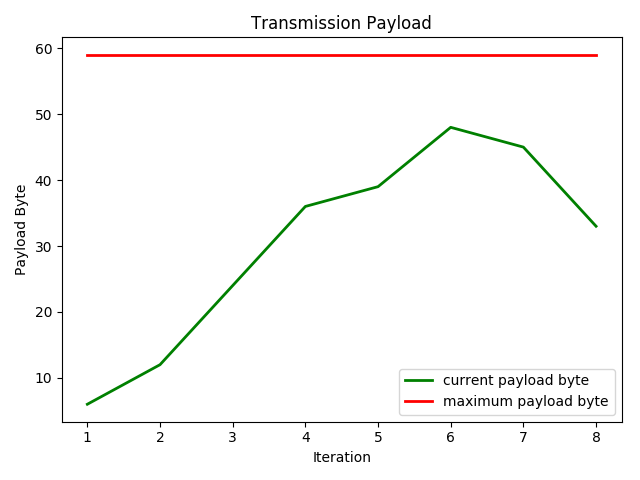 Transmission Payload
Payload Byte
60
50
40
30
20
10
current payload byte
maximum payload byte
1 2 3 4 5 6 7 8
Iteration